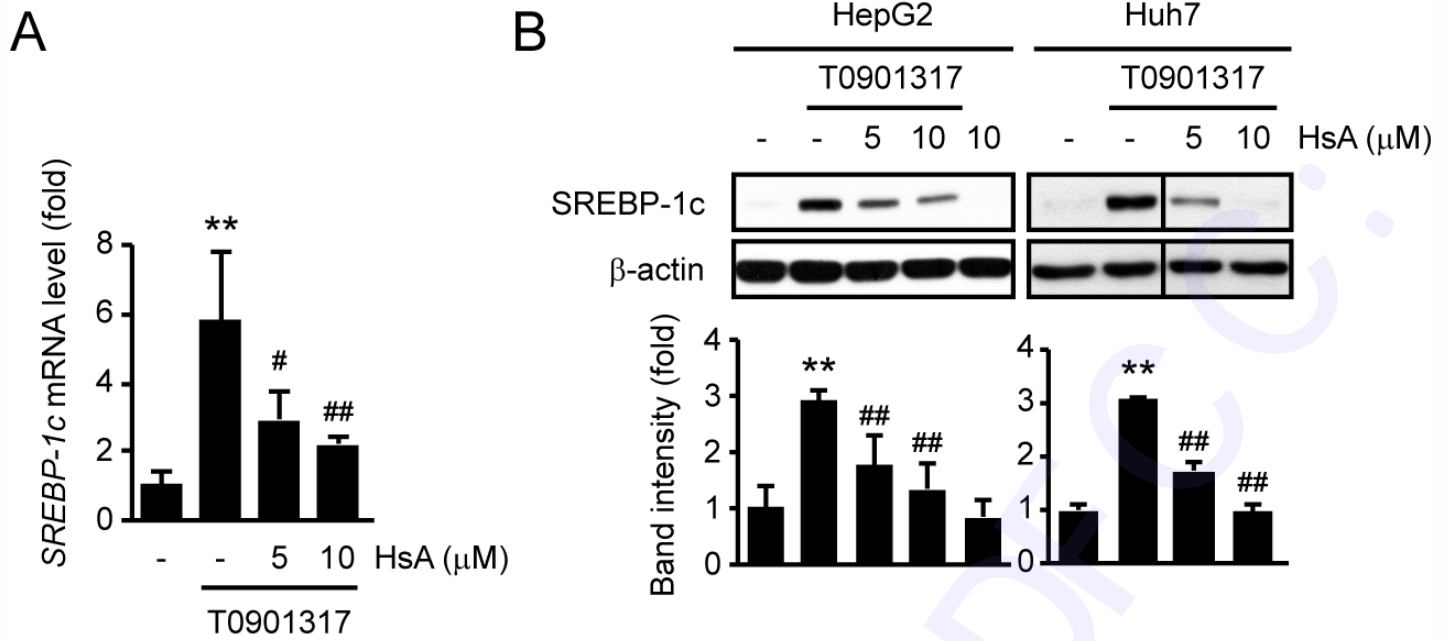 A
SREBP-1c mRNA level (fold)
8
6
4
2
0
**
#
##
- - 5 10 HsA (μM)
T0901317
B
HepG2 Huh7
T0901317 T0901317
- - 5 10 10 - - 5 10 HsA (μM)
SREBP-1c
β-actin
Band intensity (fold)
4
3
2
1
0
**
##
##
4
3
2
1
0
**
##
##